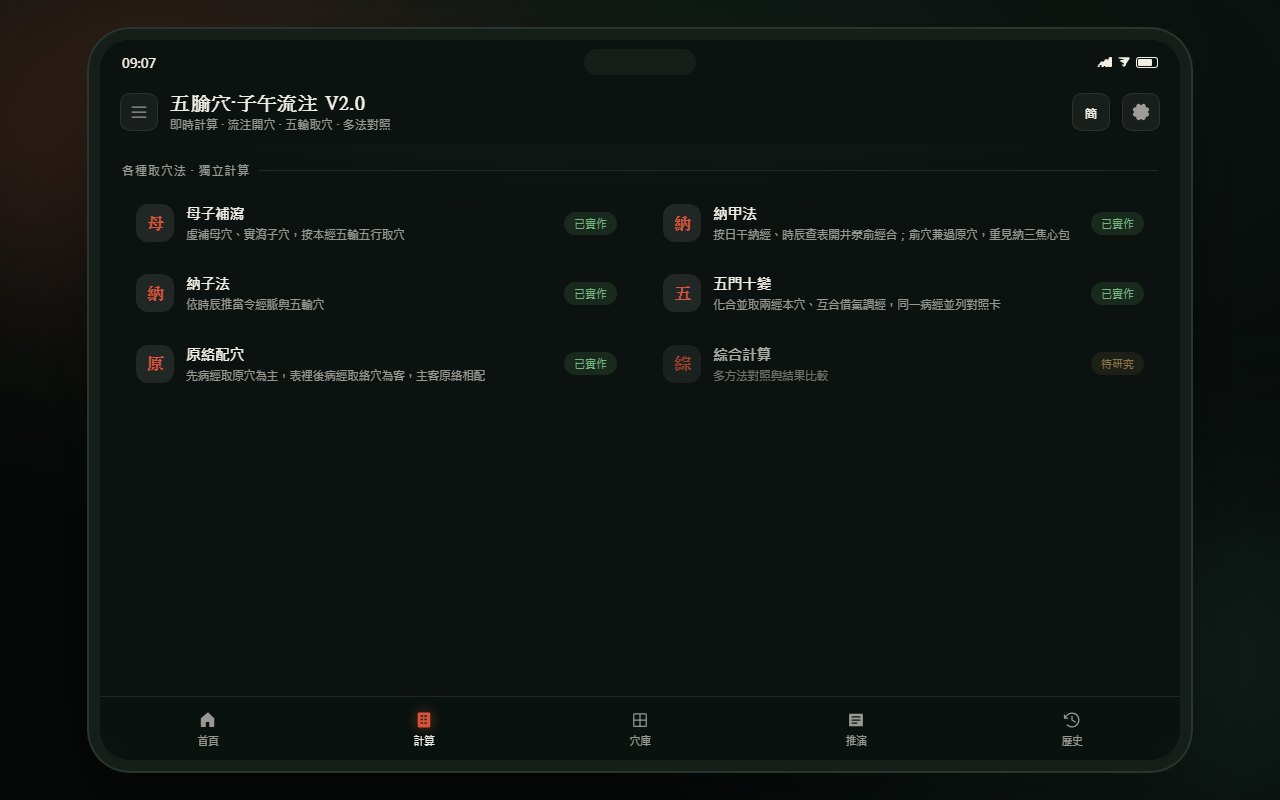 09:07
五腧穴·子午流注 V2.0
即時計算 · 流注開穴 · 五輸取穴 · 多法對照
簡
各種取穴法 · 獨立計算
母
母子補瀉
虛補母穴、實瀉子穴，按本經五輸五行取穴
已實作
納
納甲法
按日干納經、時辰查表開井滎俞經合；俞穴兼過原穴，重見納三焦心包
已實作
納
納子法
依時辰推當令經脈與五輸穴
已實作
五
五門十變
化合並取兩經本穴、互合借氣調經，同一病經並列對照卡
已實作
原
原絡配穴
先病經取原穴為主，表裡後病經取絡穴為客，主客原絡相配
已實作
綜
綜合計算
多方法對照與結果比較
待研究
首頁
計算
穴庫
推演
歷史